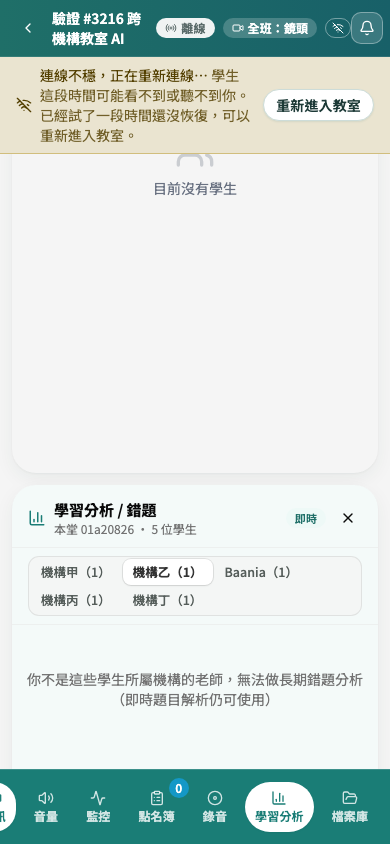 驗證 #3216 跨
機構教室 AI
離線
全班：鏡頭
連線不穩，正在重新連線… 學生
這段時間可能看不到或聽不到你。
已經試了一段時間還沒恢復，可以
重新進入教室。
重新進入教室
目前沒有學生
學習分析 / 錯題
本堂 01a20826 · 5 位學生
即時
機構甲（1） 機構乙（1） Baania（1）
機構丙（1） 機構丁（1）
你不是這些學生所屬機構的老師，無法做長期錯題分析
（即時題目解析仍可使用）
0
音量 監控 點名簿 錄音 學習分析 檔案庫